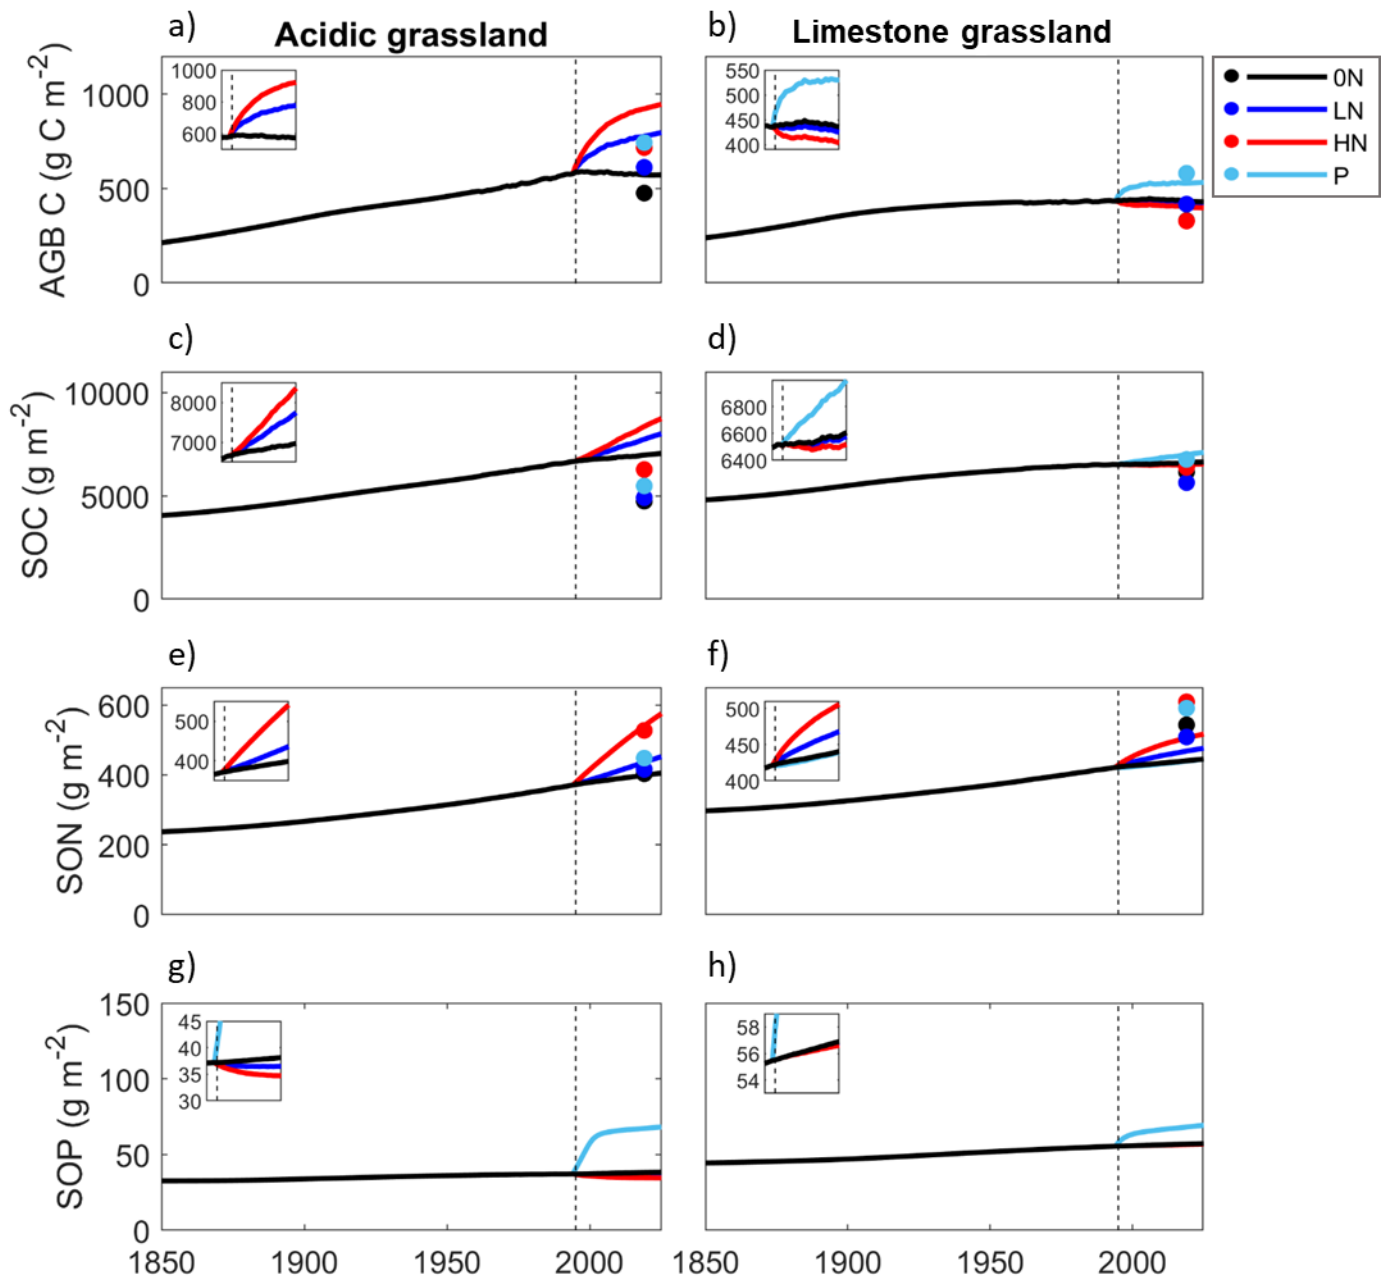 a)
Acidic grassland
b)
Limestone grassland
AGB C (g C m⁻²)
1000
500
0
1000
800
600
550
500
450
400
0N
LN
HN
P
c)
d)
SOC (g m⁻²)
10000
5000
0
8000
7000
6800
6600
6400
e)
f)
SON (g m⁻²)
600
400
200
0
500
400
500
450
400
g)
h)
SOP (g m⁻²)
150
100
50
0
45
40
35
30
58
56
54
1850
1900
1950
2000
1850
1900
1950
2000